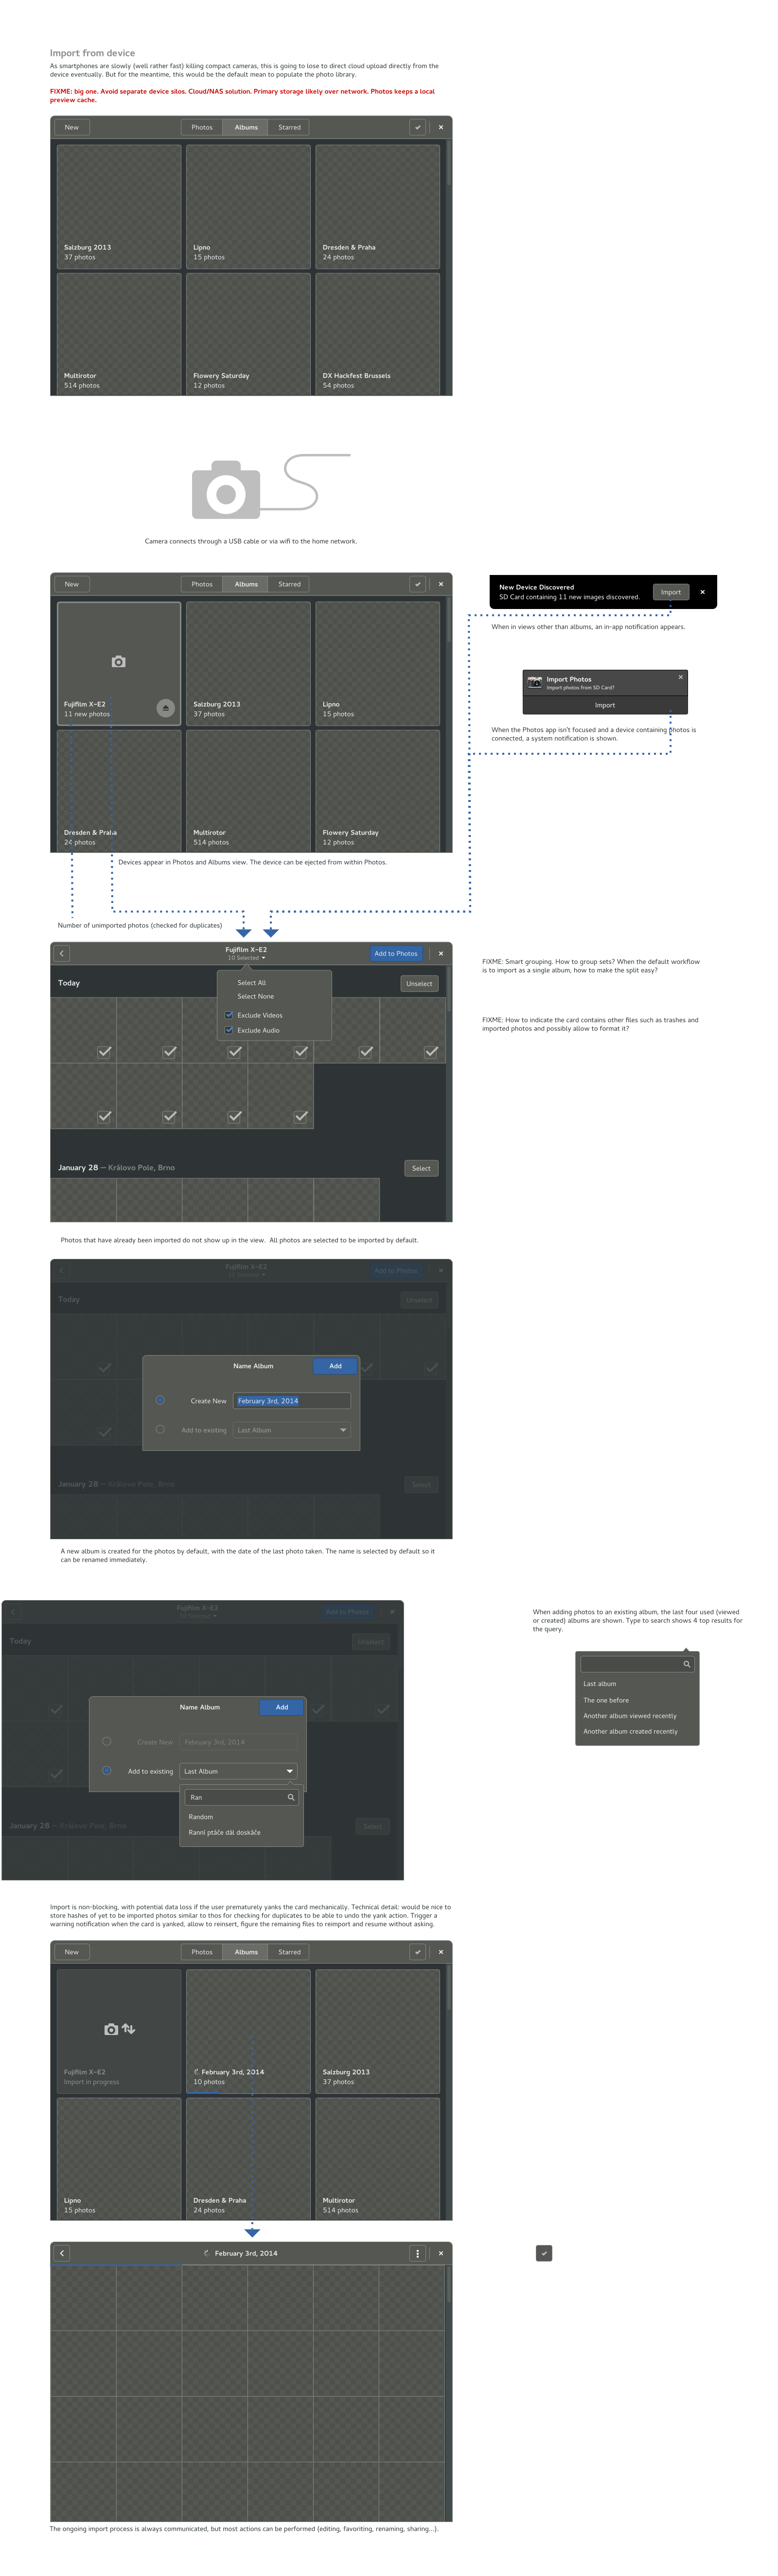 Import from device
As smartphones are slowly (well rather fast) killing compact cameras, this is going to lose to direct cloud upload directly from the
device eventually. But for the meantime, this would be the default mean to populate the photo library.
FIXME: big one. Avoid separate device silos. Cloud/NAS solution. Primary storage likely over network. Photos keeps a local
preview cache.
New
Photos
Albums
Starred
Salzburg 2013
37 photos
Lipno
15 photos
Dresden & Praha
24 photos
Multirotor
514 photos
Flowery Saturday
12 photos
DX Hackfest Brussels
54 photos
Camera connects through a USB cable or via wifi to the home network.
New
Photos
Albums
Starred
Fujifilm X-E2
11 new photos
Salzburg 2013
37 photos
Lipno
15 photos
Dresden & Praha
24 photos
Multirotor
514 photos
Flowery Saturday
12 photos
New Device Discovered
SD Card containing 11 new images discovered.
Import
When in views other than albums, an in-app notification appears.
Import Photos
Import photos from SD Card?
Import
When the Photos app isn't focused and a device containing photos is
connected, a system notification is shown.
Devices appear in Photos and Albums view. The device can be ejected from within Photos.
Number of unimported photos (checked for duplicates)
Fujifilm X-E2
10 Selected
Add to Photos
Today
Unselect
Select All
Select None
Exclude Videos
Exclude Audio
January 28 — Královo Pole, Brno
Select
FIXME: Smart grouping. How to group sets? When the default workflow
is to import as a single album, how to make the split easy?
FIXME: How to indicate the card contains other files such as trashes and
imported photos and possibly allow to format it?
Photos that have already been imported do not show up in the view.  All photos are selected to be imported by default.
Fujifilm X-E2
10 Selected
Add to Photos
Today
Unselect
Name Album
Add
Create New
February 3rd, 2014
Add to existing
Last Album
January 28 — Královo Pole, Brno
Select
A new album is created for the photos by default, with the date of the last photo taken. The name is selected by default so it
can be renamed immediately.
Fujifilm X-E2
10 Selected
Add to Photos
Today
Unselect
Name Album
Add
Create New
February 3rd, 2014
Add to existing
Last Album
Ran
Random
Ranní ptáče dál doskáče
January 28 — Královo Pole, Brno
Select
When adding photos to an existing album, the last four used (viewed
or created) albums are shown. Type to search shows 4 top results for
the query.
Last album
The one before
Another album viewed recently
Another album created recently
Import is non-blocking, with potential data loss if the user prematurely yanks the card mechanically. Technical detail: would be nice to
store hashes of yet to be imported photos similar to thos for checking for duplicates to be able to undo the yank action. Trigger a
warning notification when the card is yanked, allow to reinsert, figure the remaining files to reimport and resume without asking.
New
Photos
Albums
Starred
Fujifilm X-E2
Import in progress
February 3rd, 2014
10 photos
Salzburg 2013
37 photos
Lipno
15 photos
Dresden & Praha
24 photos
Multirotor
514 photos
February 3rd, 2014
The ongoing import process is always communicated, but most actions can be performed (editing, favoriting, renaming, sharing...).